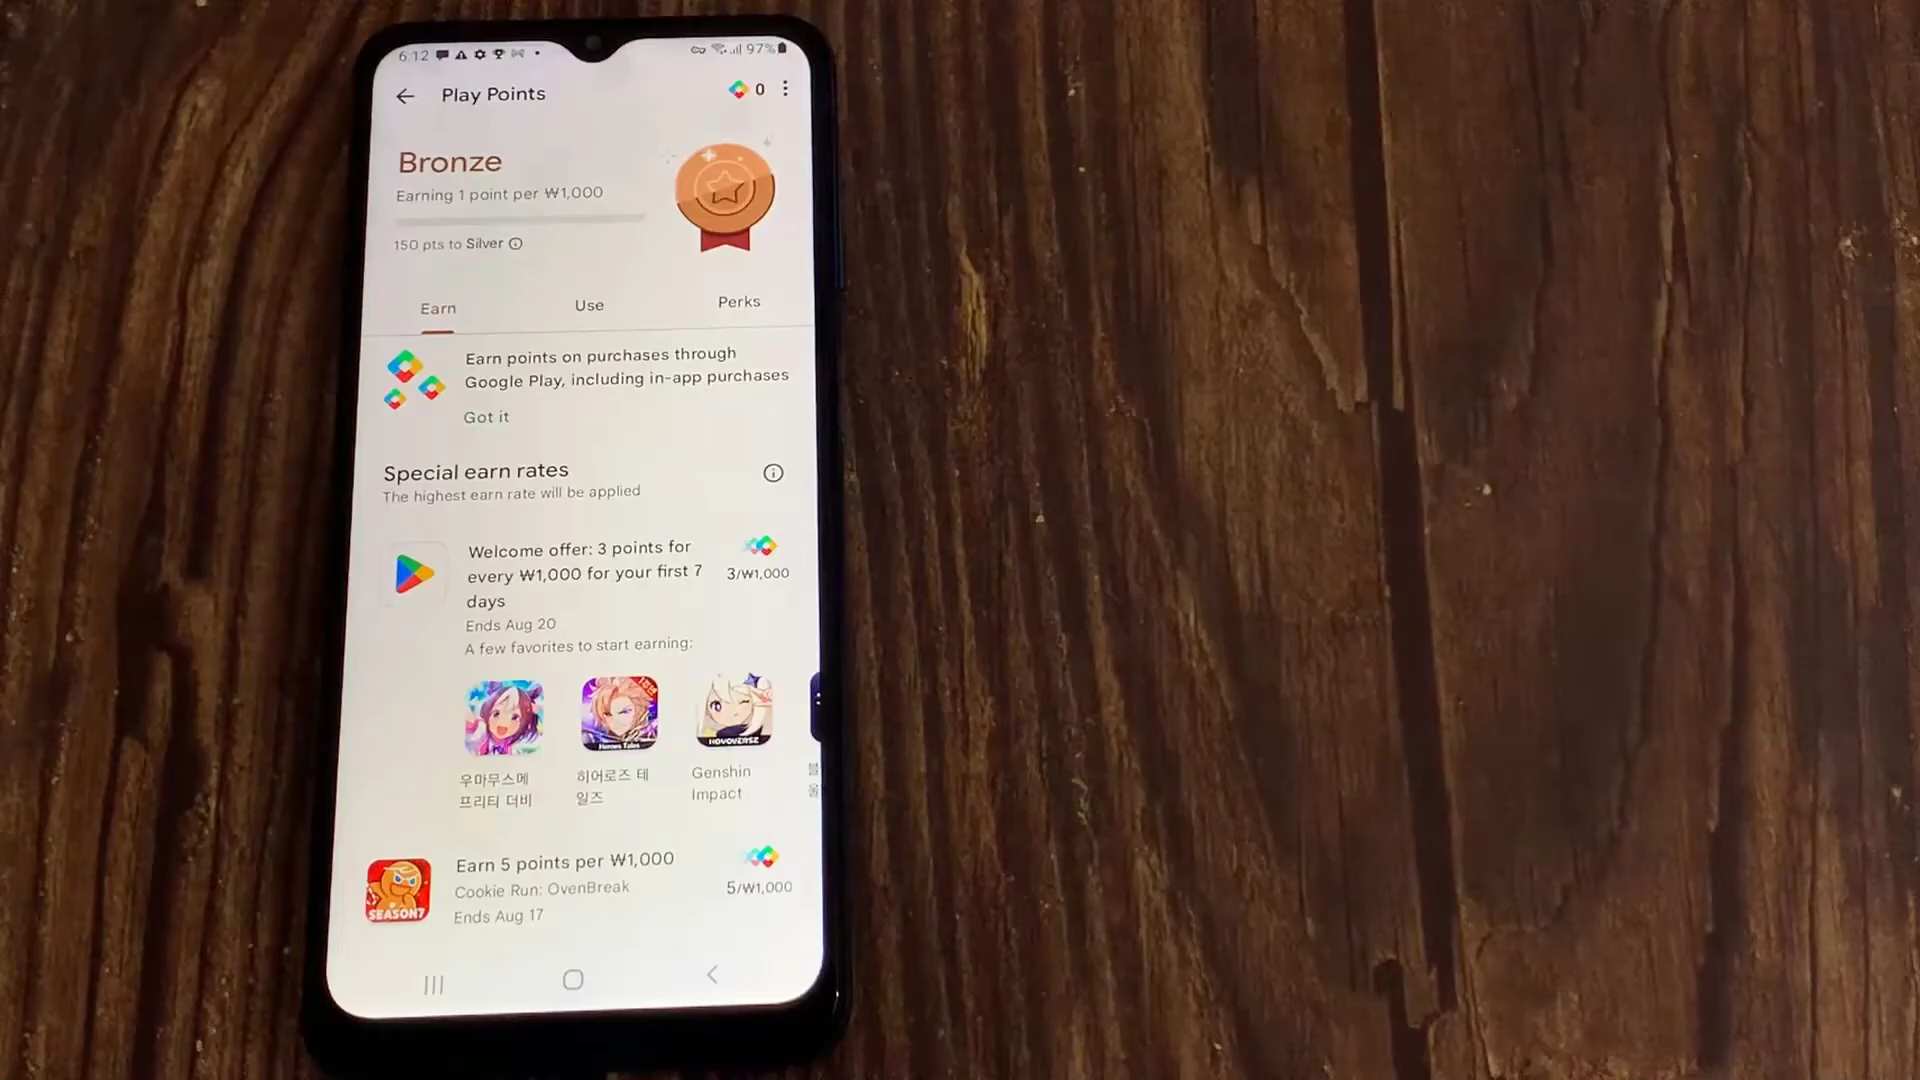 6:12
97%
Play Points
0
Bronze
Earning 1 point per ₩1,000
150 pts to Silver
Earn
Use
Perks
Earn points on purchases through
Google Play, including in-app purchases
Got it
Special earn rates
The highest earn rate will be applied
Welcome offer: 3 points for
every ₩1,000 for your first 7
days
3/₩1,000
Ends Aug 20
A few favorites to start earning:
Heroes Tales
HOYOVERSE
우마무스메
프리티 더비
히어로즈 테
일즈
Genshin
Impact
Earn 5 points per ₩1,000
Cookie Run: OvenBreak
Ends Aug 17
5/₩1,000
SEASON7